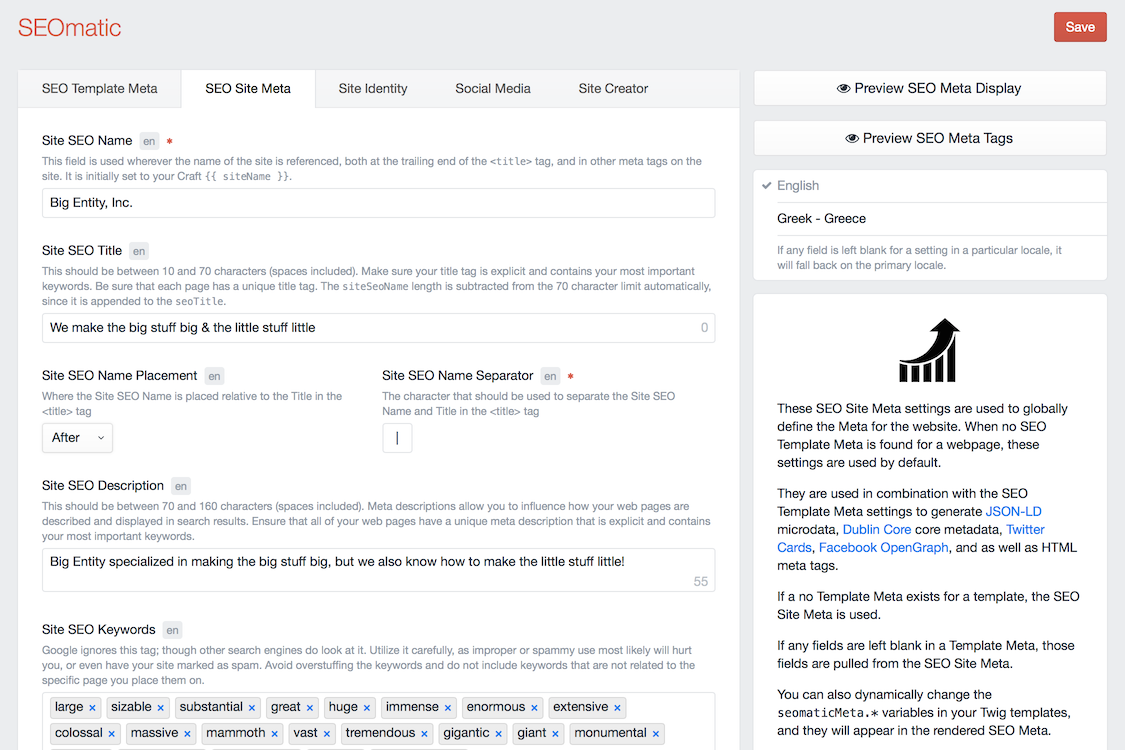 SEOmatic
Save
SEO Template Meta
SEO Site Meta
Site Identity
Social Media
Site Creator
Site SEO Name en *
This field is used wherever the name of the site is referenced, both at the trailing end of the <title> tag, and in other meta tags on the
site. It is initially set to your Craft {{ siteName }}.
Big Entity, Inc.
Site SEO Title en
This should be between 10 and 70 characters (spaces included). Make sure your title tag is explicit and contains your most important
keywords. Be sure that each page has a unique title tag. The siteSeoName length is subtracted from the 70 character limit automatically,
since it is appended to the seoTitle.
We make the big stuff big & the little stuff little
0
Site SEO Name Placement en
Where the Site SEO Name is placed relative to the Title in the
<title> tag
After
Site SEO Name Separator en *
The character that should be used to separate the Site SEO
Name and Title in the <title> tag
|
Site SEO Description en
This should be between 70 and 160 characters (spaces included). Meta descriptions allow you to influence how your web pages are
described and displayed in search results. Ensure that all of your web pages have a unique meta description that is explicit and contains
your most important keywords.
Big Entity specialized in making the big stuff big, but we also know how to make the little stuff little!
55
Site SEO Keywords en
Google ignores this tag; though other search engines do look at it. Utilize it carefully, as improper or spammy use most likely will hurt
you, or even have your site marked as spam. Avoid overstuffing the keywords and do not include keywords that are not related to the
specific page you place them on.
large × sizable × substantial × great × huge × immense × enormous × extensive ×
colossal × massive × mammoth × vast × tremendous × gigantic × giant × monumental ×
Preview SEO Meta Display
Preview SEO Meta Tags
English
Greek - Greece
If any field is left blank for a setting in a particular locale, it
will fall back on the primary locale.
These SEO Site Meta settings are used to globally
define the Meta for the website. When no SEO
Template Meta is found for a webpage, these
settings are used by default.
They are used in combination with the SEO
Template Meta settings to generate JSON-LD
microdata, Dublin Core core metadata, Twitter
Cards, Facebook OpenGraph, and as well as HTML
meta tags.
If a no Template Meta exists for a template, the SEO
Site Meta is used.
If any fields are left blank in a Template Meta, those
fields are pulled from the SEO Site Meta.
You can also dynamically change the
seomaticMeta.* variables in your Twig templates,
and they will appear in the rendered SEO Meta.